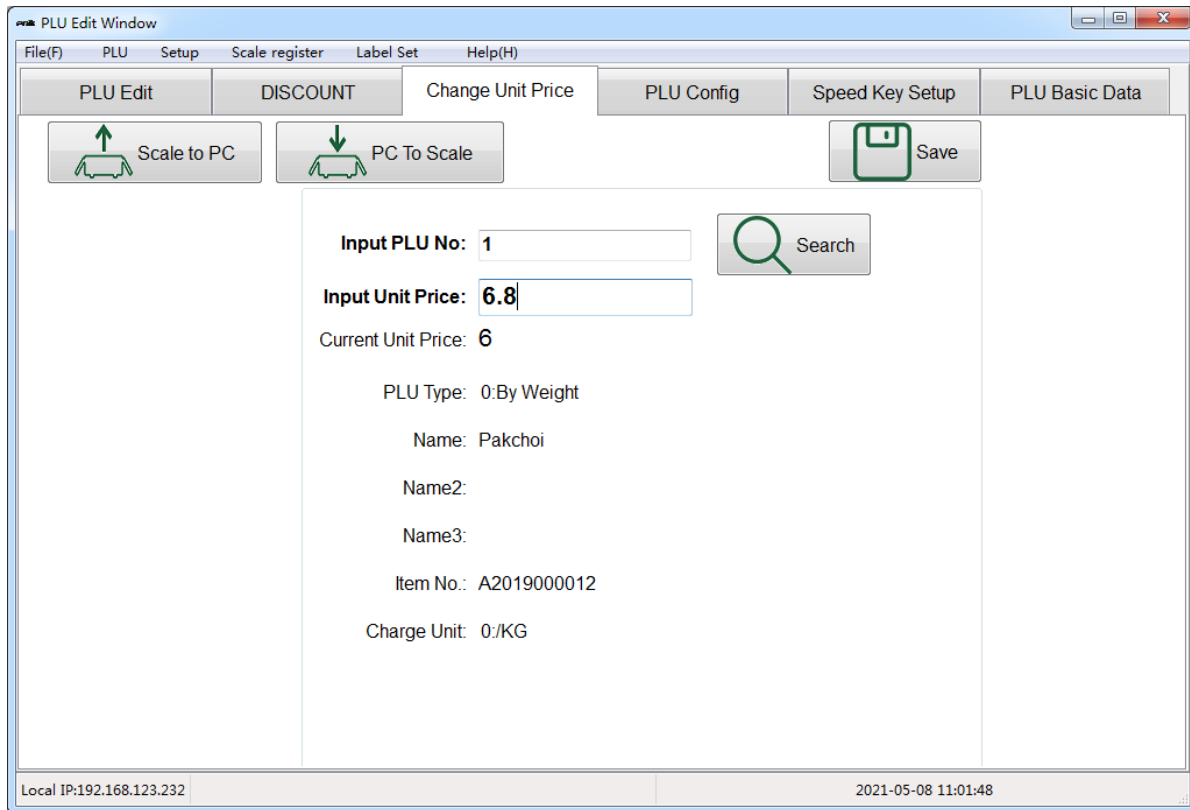 PLU Edit Window
File(F) PLU Setup Scale register Label Set Help(H)
PLU Edit DISCOUNT Change Unit Price PLU Config Speed Key Setup PLU Basic Data
Scale to PC PC To Scale Save
Input PLU No: 1 Search
Input Unit Price: 6.8
Current Unit Price: 6
PLU Type: 0:By Weight
Name: Pakchoi
Name2:
Name3:
Item No.: A2019000012
Charge Unit: 0:/KG
Local IP:192.168.123.232 2021-05-08 11:01:48